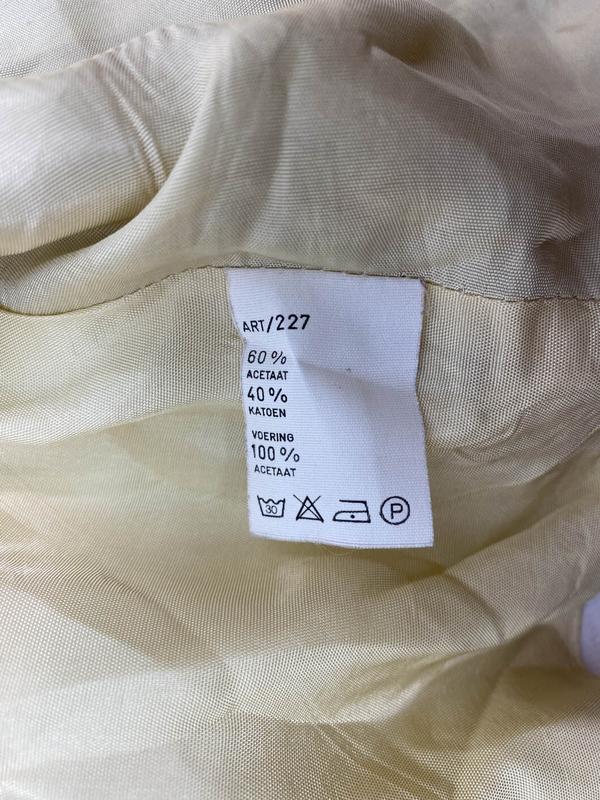 ART/227
60%
ACETAAT
40%
KATOEN
VOERING
100%
ACETAAT
30 P